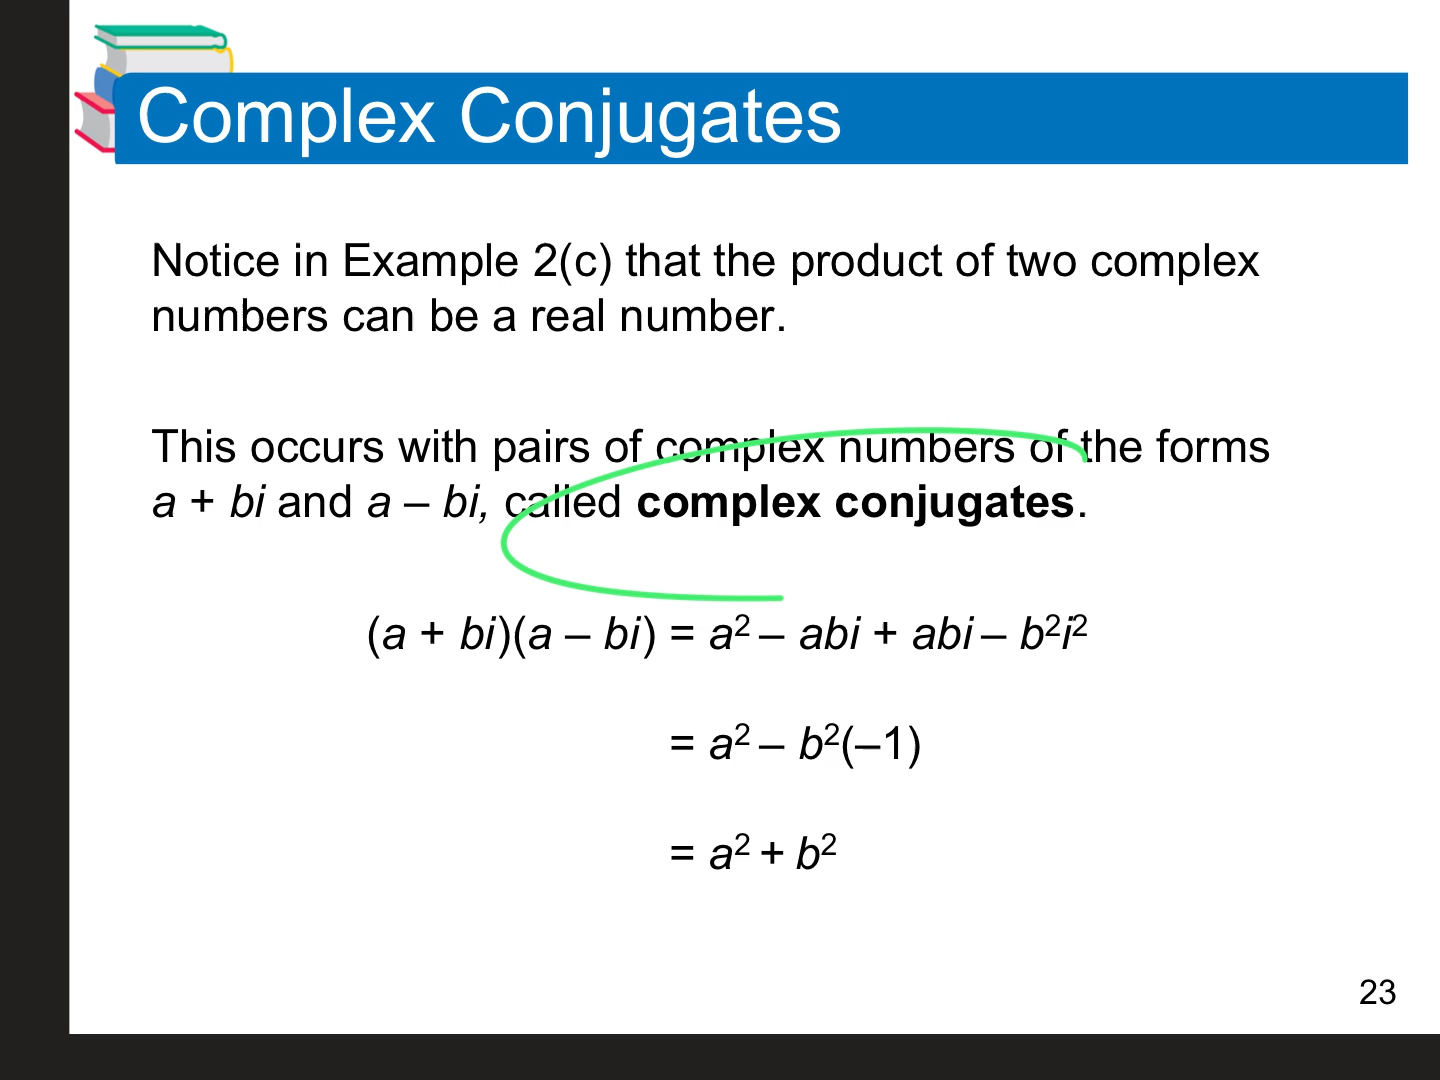 Complex Conjugates
Notice in Example 2(c) that the product of two complex
numbers can be a real number.
This occurs with pairs of complex numbers of the forms
a + bi and a – bi, called complex conjugates.
(a + bi)(a – bi) = a² – abi + abi – b²i²
= a² – b²(–1)
= a² + b²
23